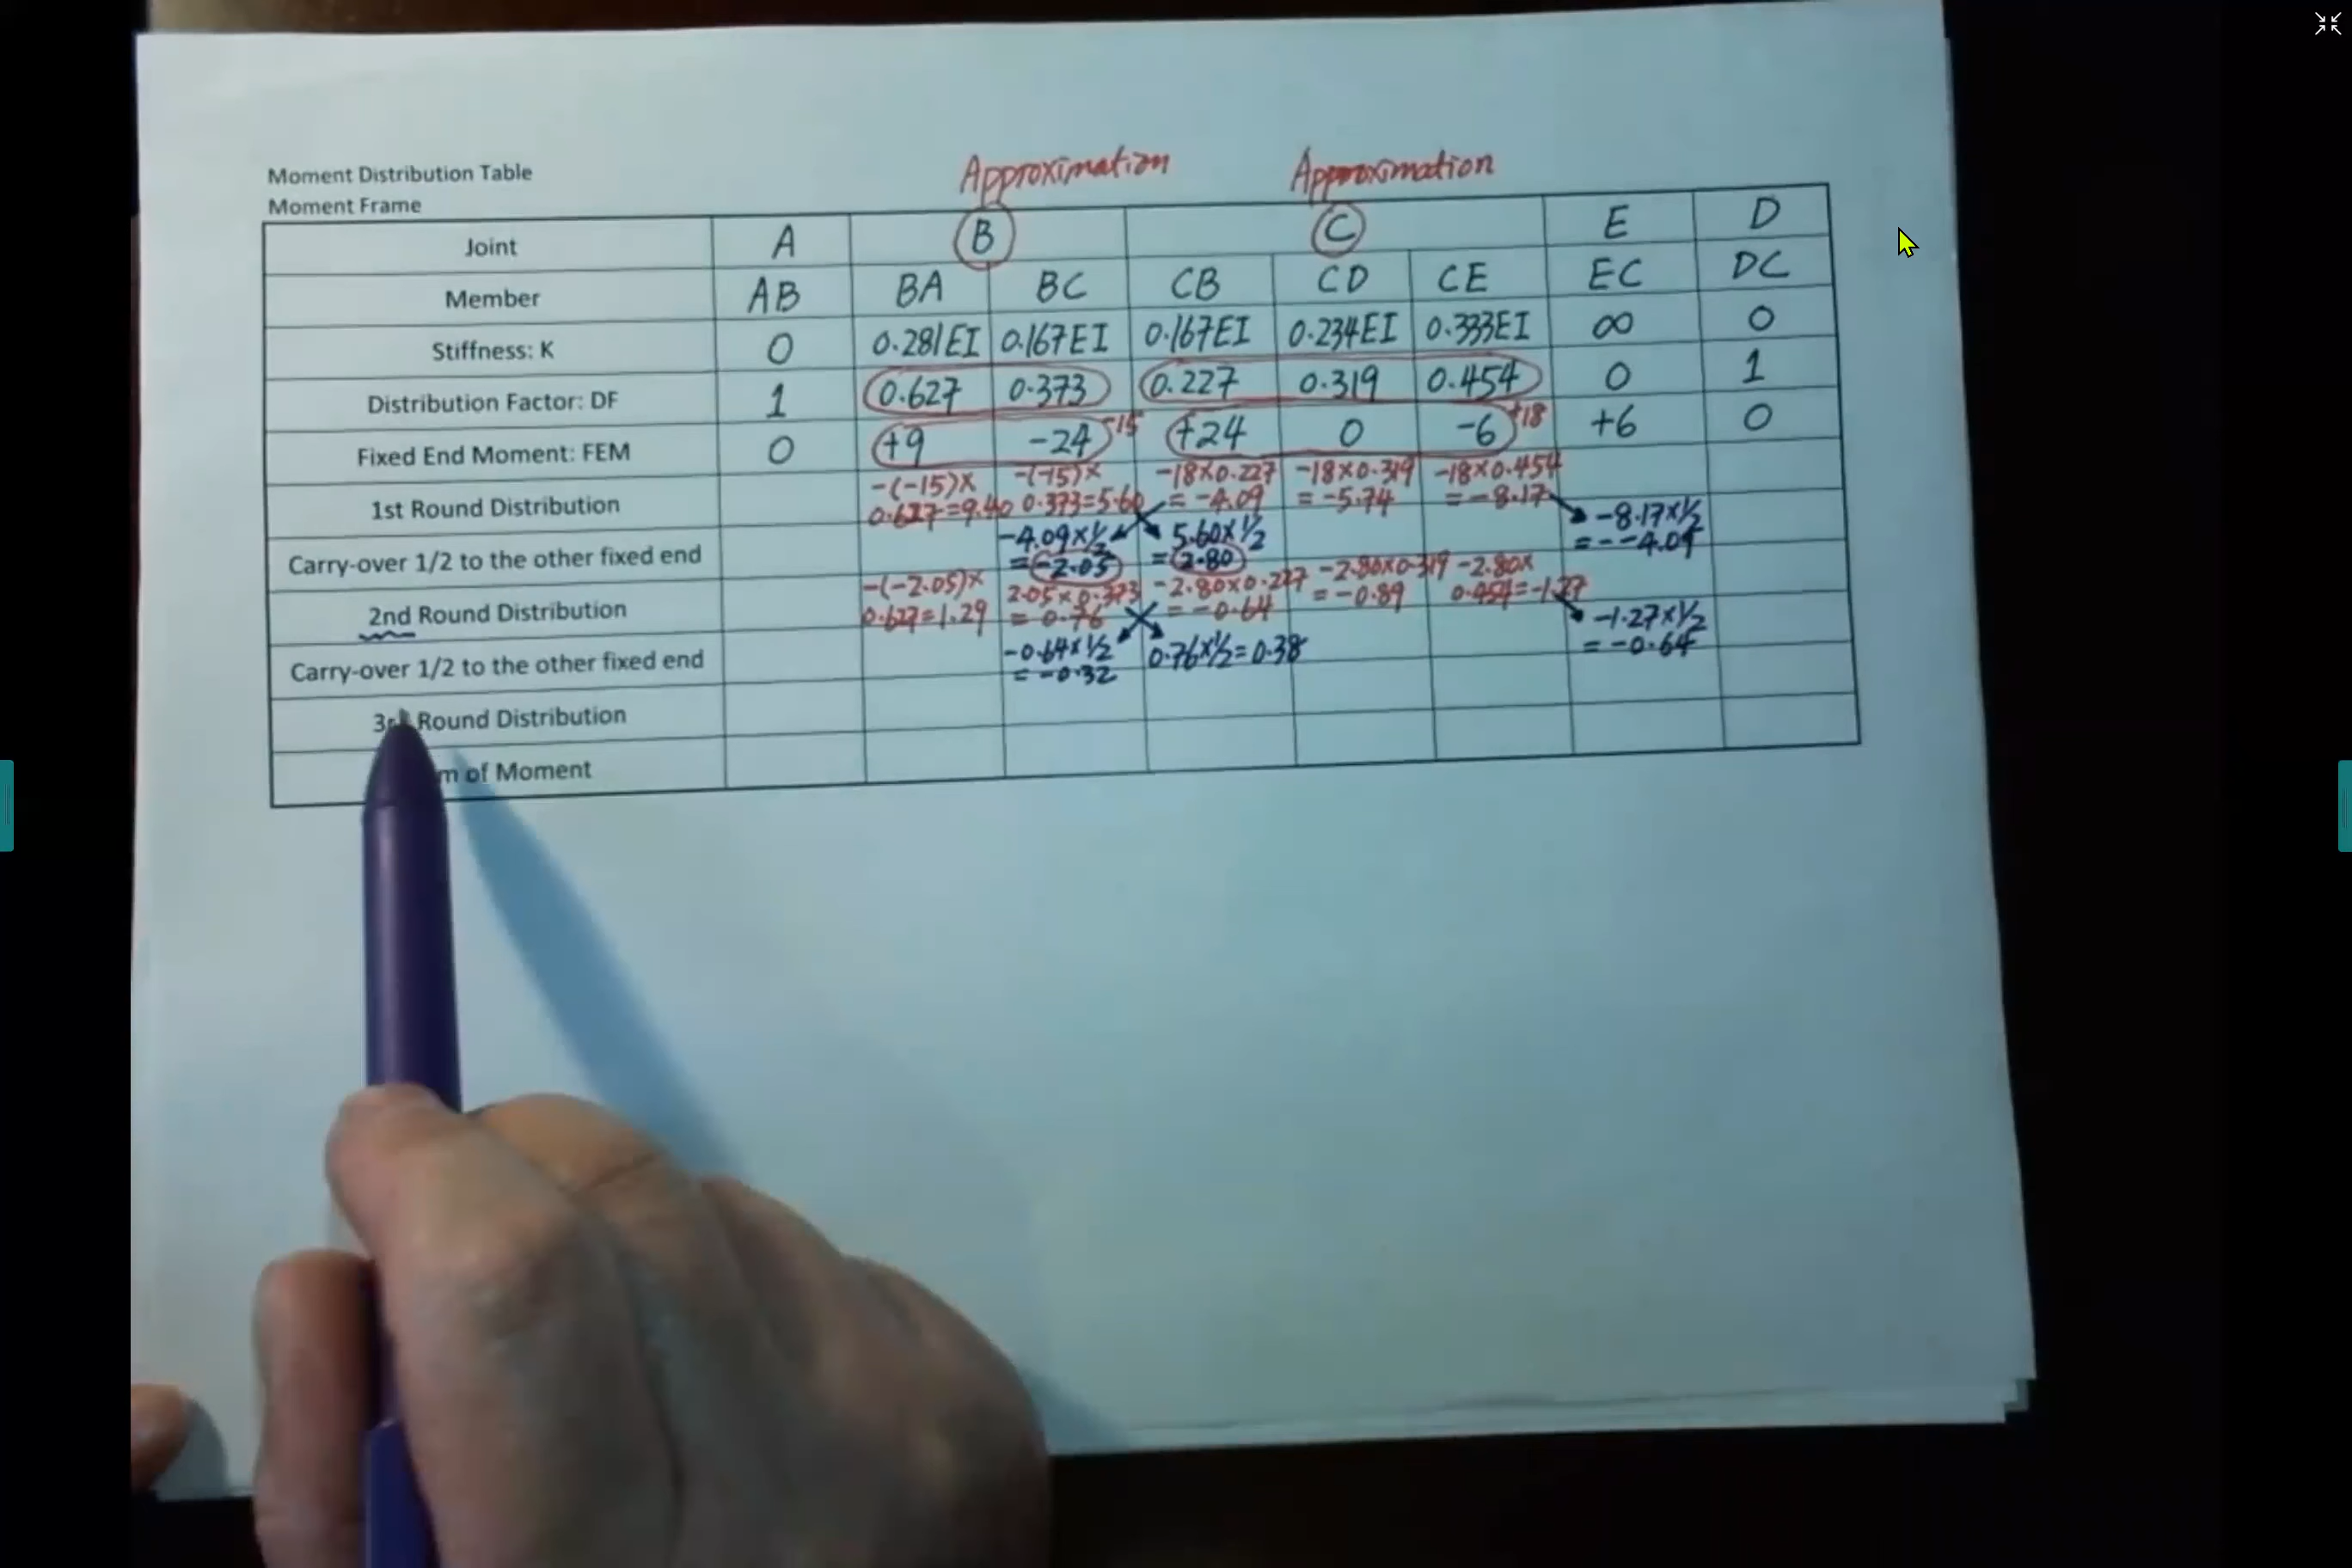 Approximation Approximation
Moment Distribution Table
Moment Frame
Joint A B C E D
Member AB BA BC CB CD CE EC DC
Stiffness: K 0 0.281EI 0.167EI 0.167EI 0.234EI 0.333EI ∞ 0
Distribution Factor: DF 1 0.627 0.373 0.227 0.319 0.454 0 1
Fixed End Moment: FEM 0 +9 -24 -15 +24 0 -6 +18 +6 0
-(-15)× -(-15)× -18×0.227 -18×0.319 -18×0.454
1st Round Distribution 0.627=9.40 0.373=5.60 = -4.09 = -5.74 = -8.17
-4.09×1/2 5.60×1/2 -8.17×1/2
Carry-over 1/2 to the other fixed end = -2.05 = 2.80 = --4.09
-(-2.05)× 2.05×0.373 -2.80×0.227 -2.80×0.319 -2.80×
2nd Round Distribution 0.627=1.29 = 0.76 = -0.64 = -0.89 0.454=-1.27
-0.64×1/2 0.76×1/2=0.38 -1.27×1/2
Carry-over 1/2 to the other fixed end = -0.32 = -0.64
Round Distribution
of Moment